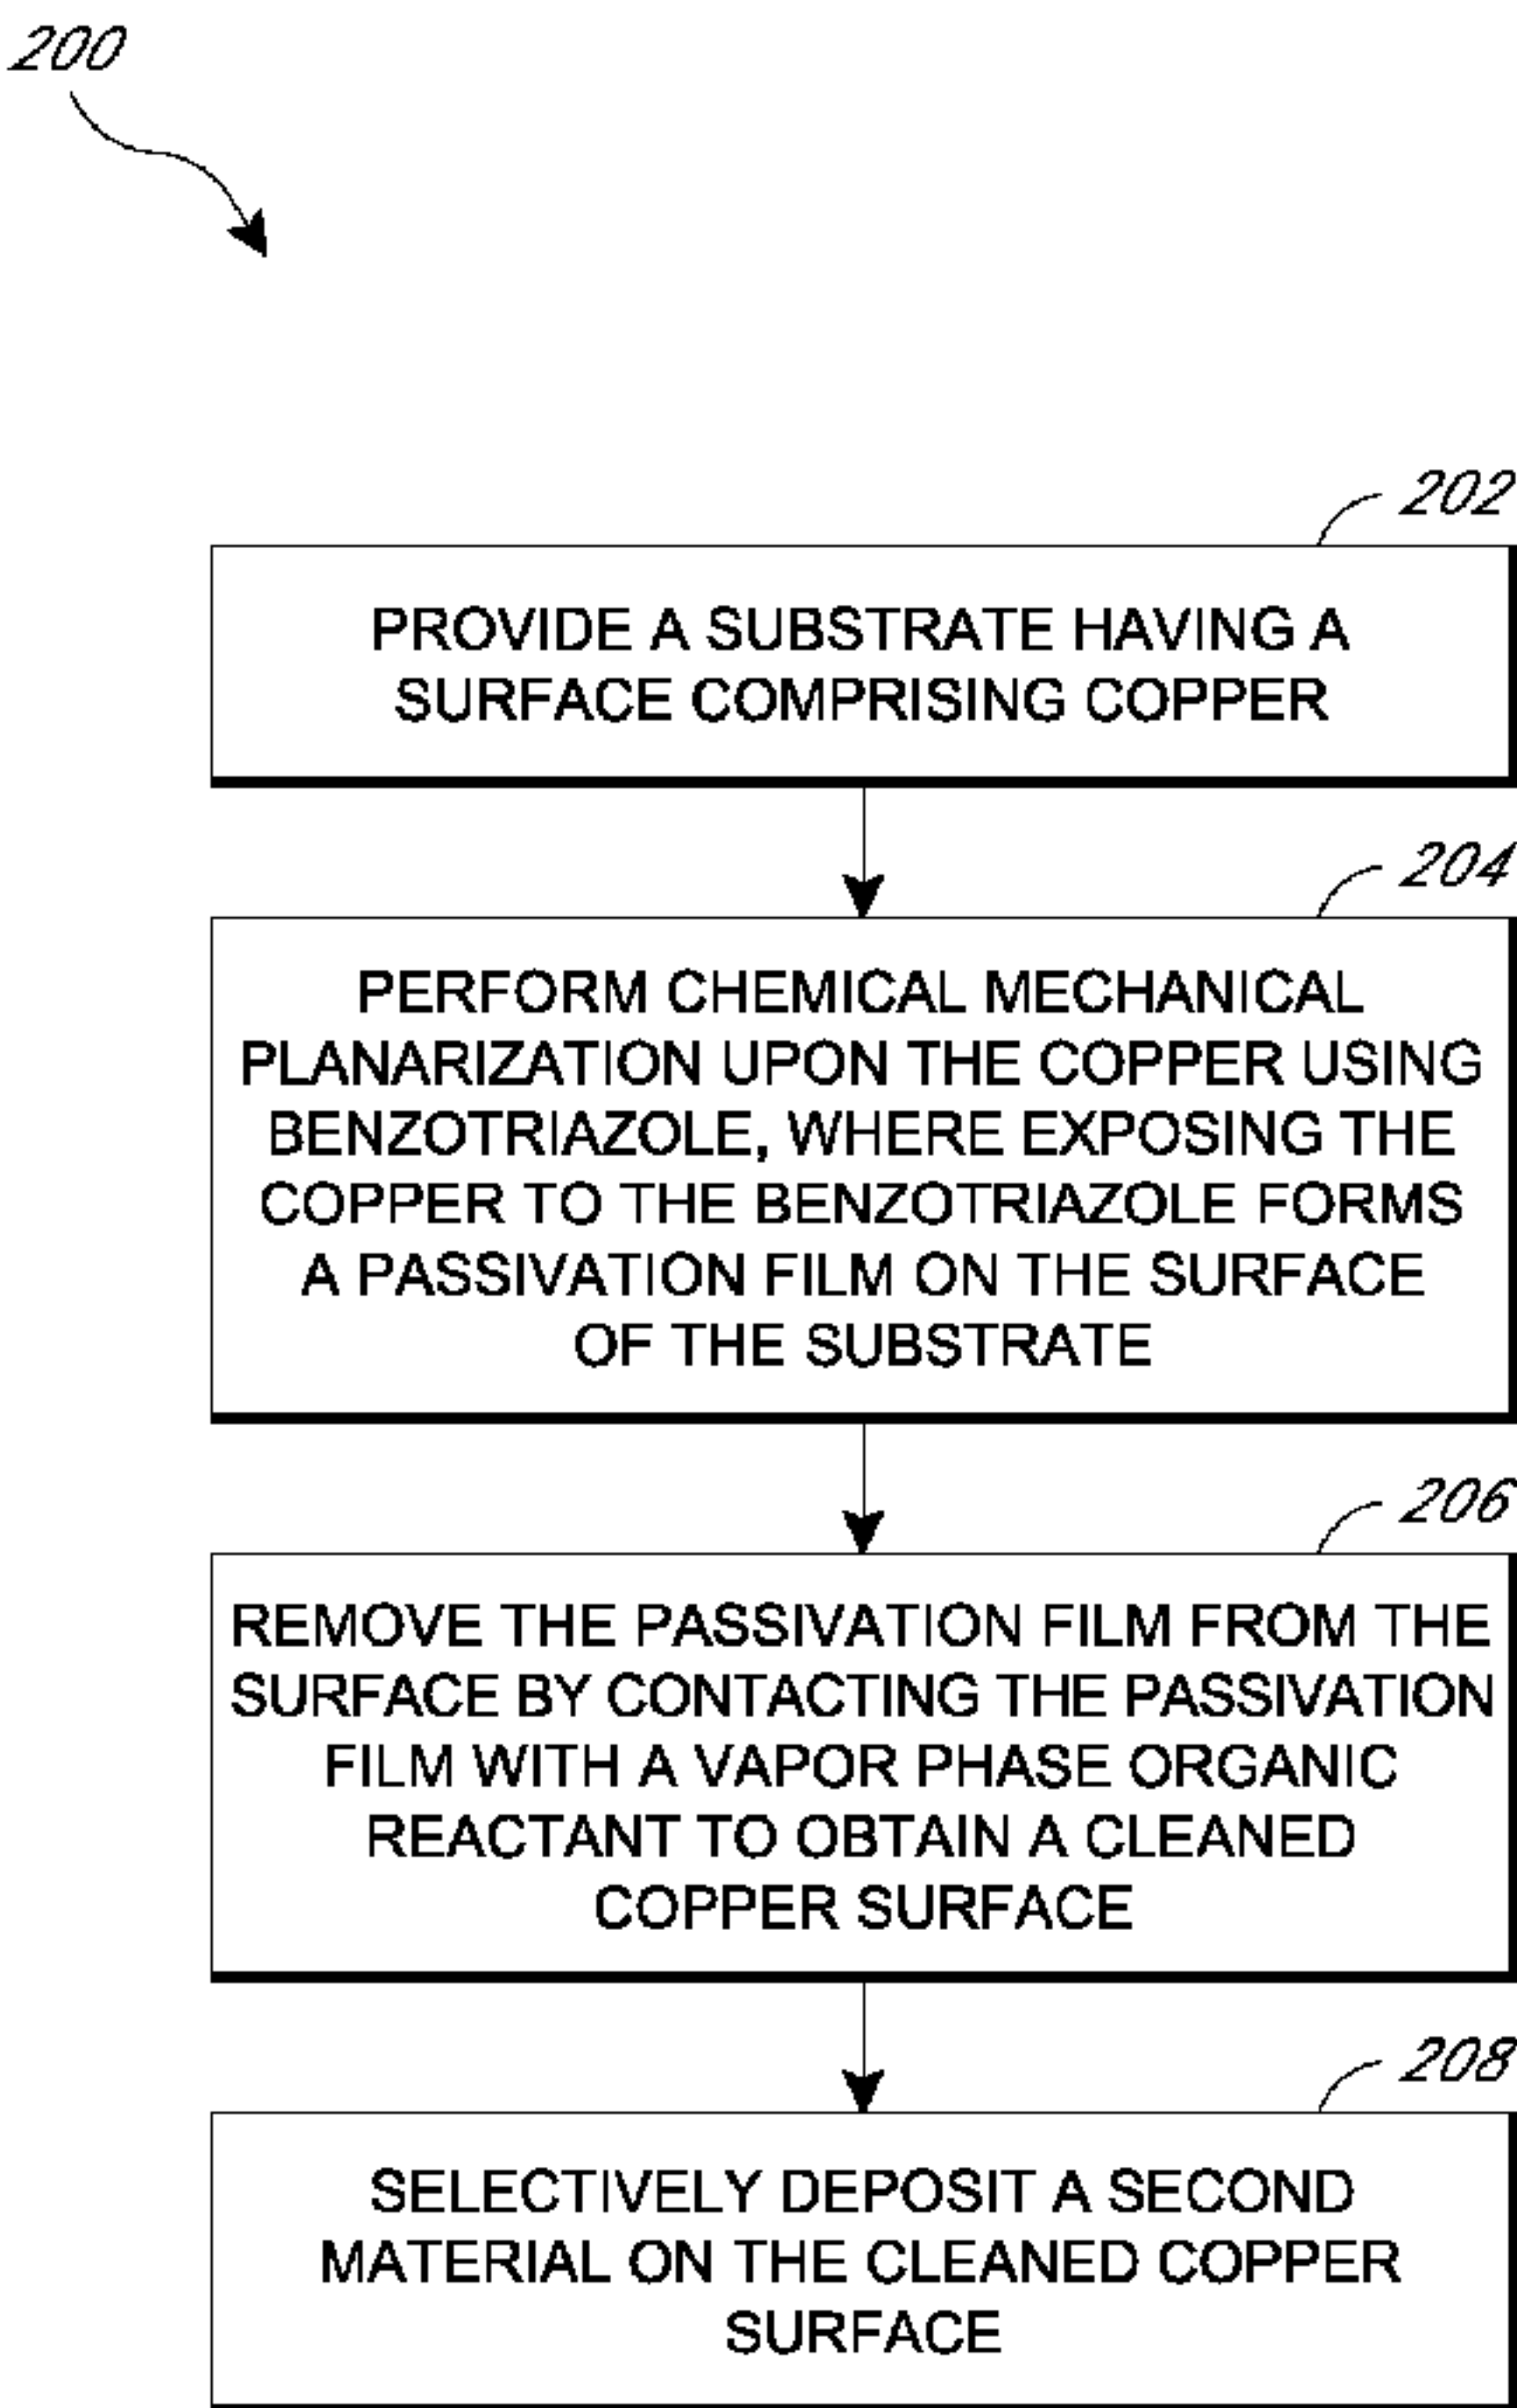 200
202
PROVIDE A SUBSTRATE HAVING A
SURFACE COMPRISING COPPER
204
PERFORM CHEMICAL MECHANICAL
PLANARIZATION UPON THE COPPER USING
BENZOTRIAZOLE, WHERE EXPOSING THE
COPPER TO THE BENZOTRIAZOLE FORMS
A PASSIVATION FILM ON THE SURFACE
OF THE SUBSTRATE
206
REMOVE THE PASSIVATION FILM FROM THE
SURFACE BY CONTACTING THE PASSIVATION
FILM WITH A VAPOR PHASE ORGANIC
REACTANT TO OBTAIN A CLEANED
COPPER SURFACE
208
SELECTIVELY DEPOSIT A SECOND
MATERIAL ON THE CLEANED COPPER
SURFACE